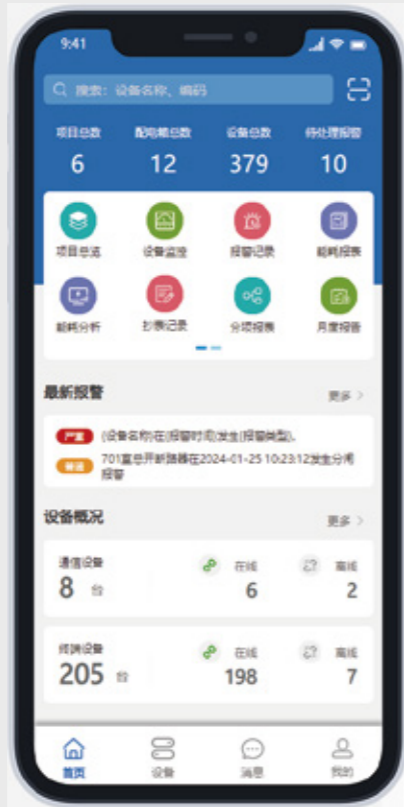 9:41
搜索：设备名称、编码
项目总数 配电箱总数 设备总数 待处理报警
6 12 379 10
项目总览 设备监控 报警记录 能耗报表
能耗分析 抄表记录 分项报表 月度报告
最新报警 更多
严重 {设备名称}在{报警时间}发生{报警类型}。
普通 701室总开断路器在2024-01-25 10:23:12发生分闸
报警
设备概况 更多
通信设备 在线 离线
8 台 6 2
终端设备 在线 离线
205 台 198 7
首页 设备 消息 我的